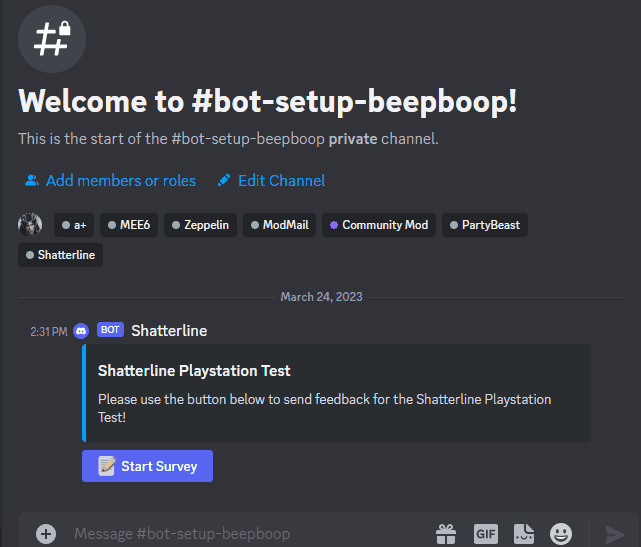 Welcome to #bot-setup-beepboop!
This is the start of the #bot-setup-beepboop private channel.
Add members or roles Edit Channel
a+ MEE6 Zeppelin ModMail Community Mod PartyBeast
Shatterline
March 24, 2023
2:31 PM BOT Shatterline
Shatterline Playstation Test
Please use the button below to send feedback for the Shatterline Playstation
Test!
Start Survey
Message #bot-setup-beepboop GIF